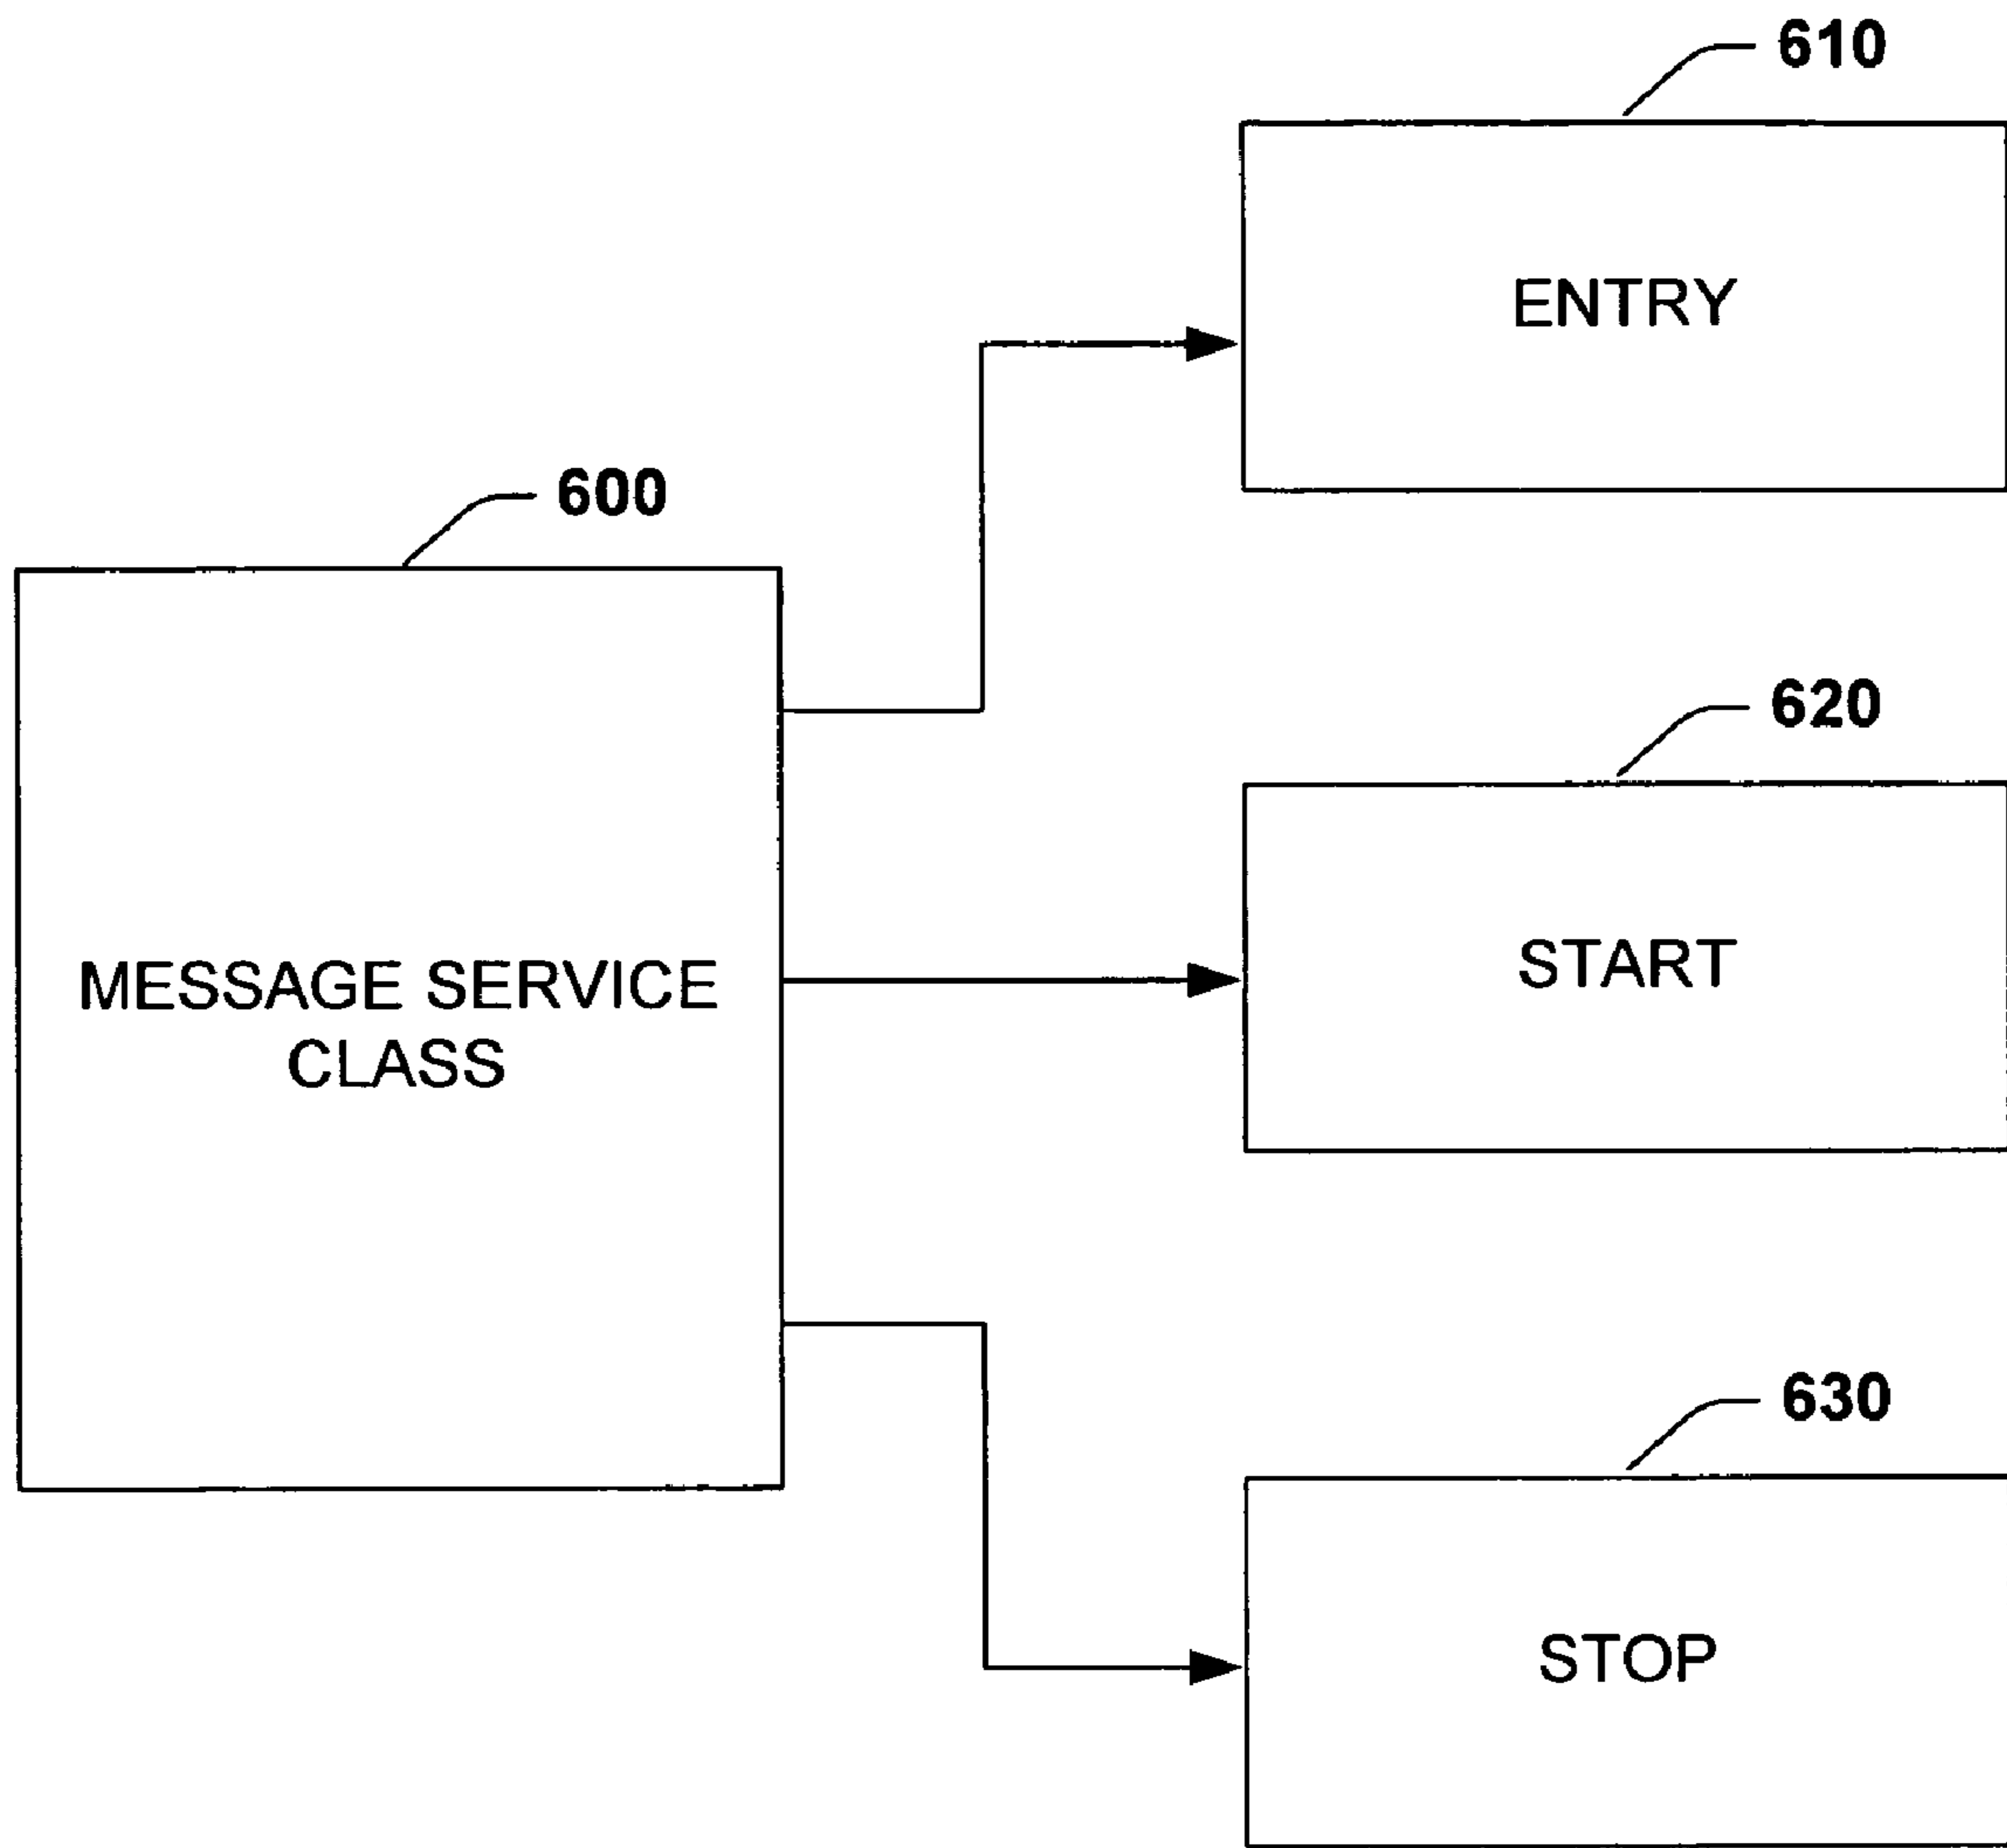 610
ENTRY
600
620
MESSAGE SERVICE
CLASS
START
630
STOP